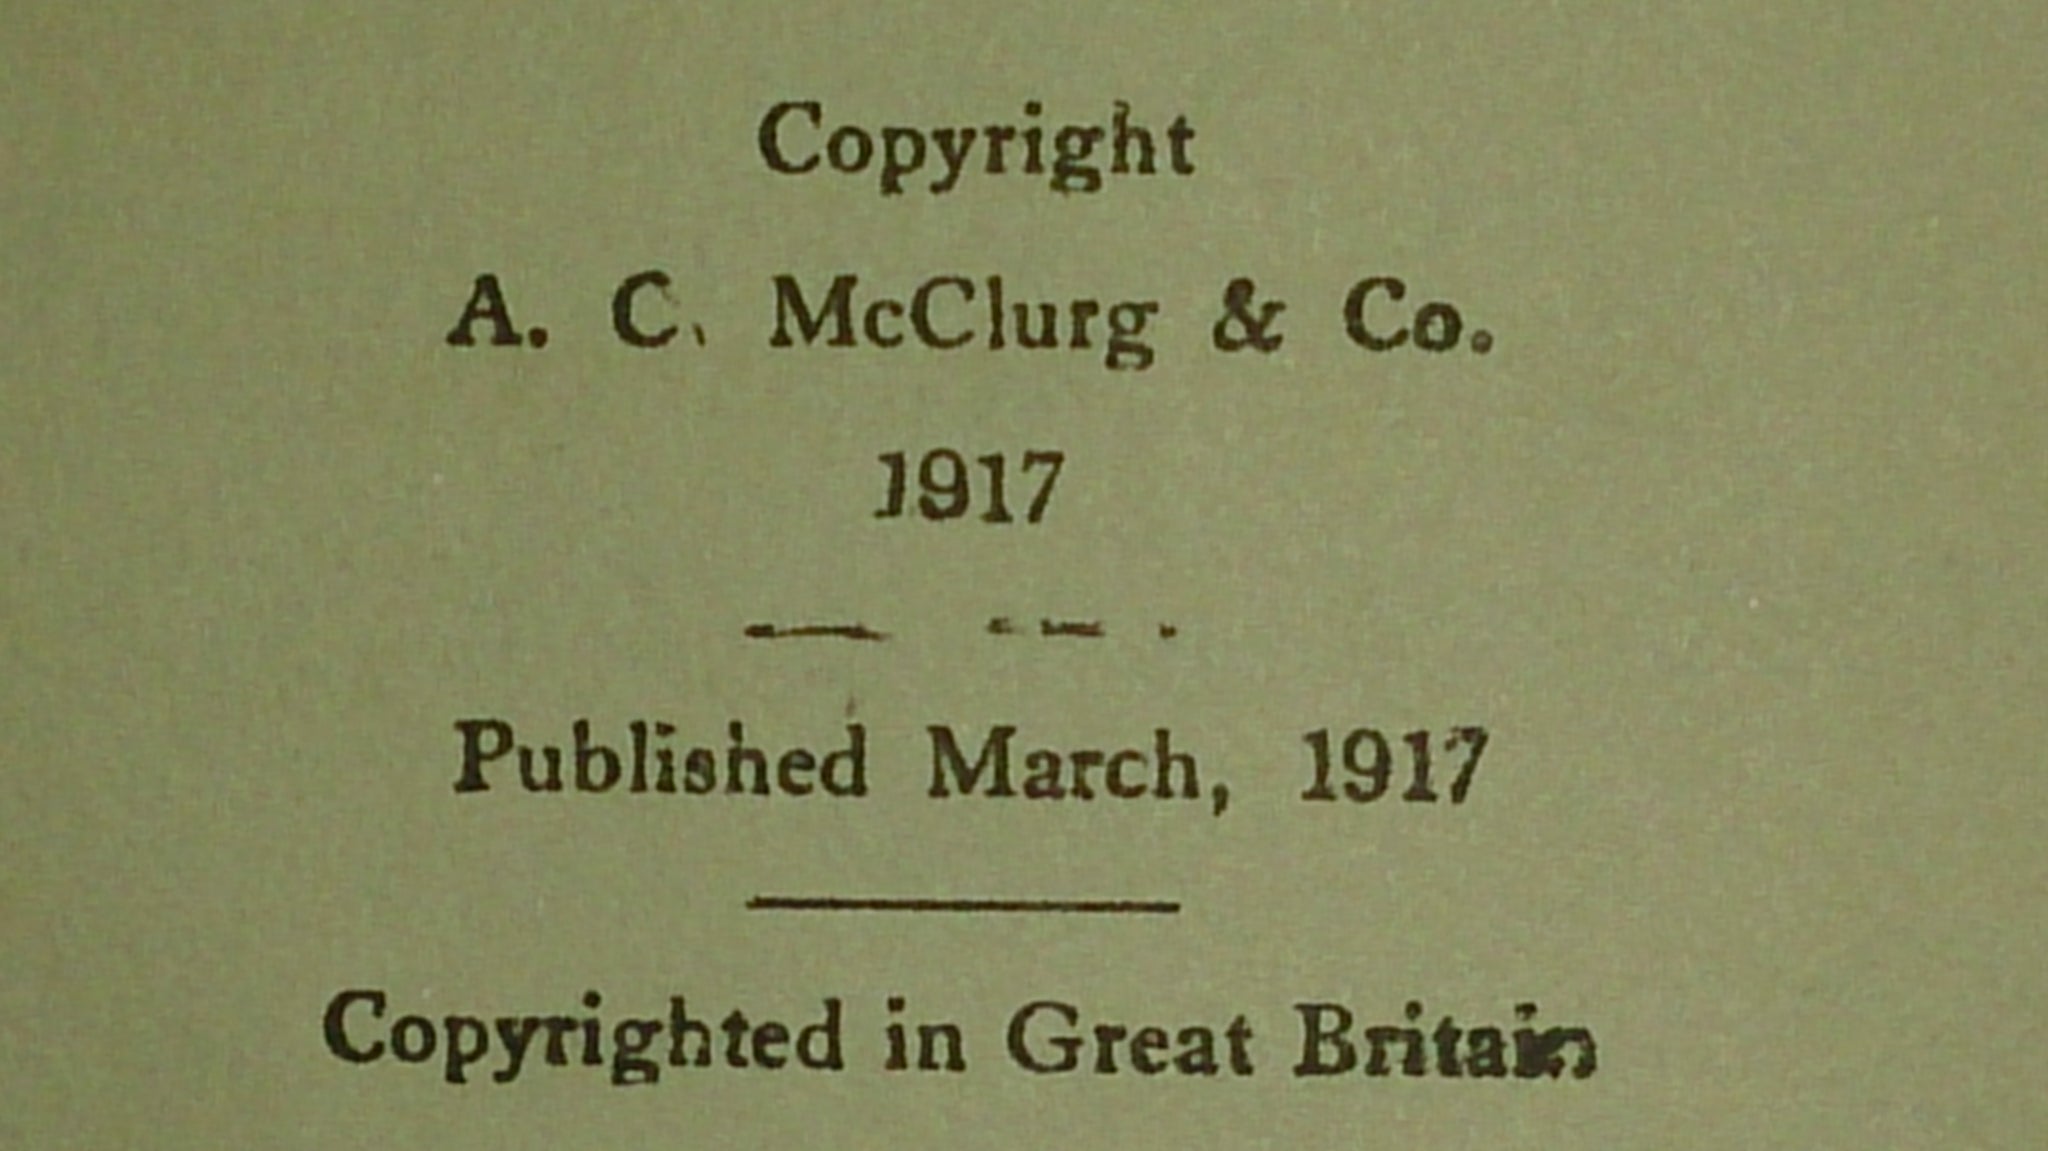 Copyright
A. C. McClurg & Co.
1917
Published March, 1917
Copyrighted in Great Britain